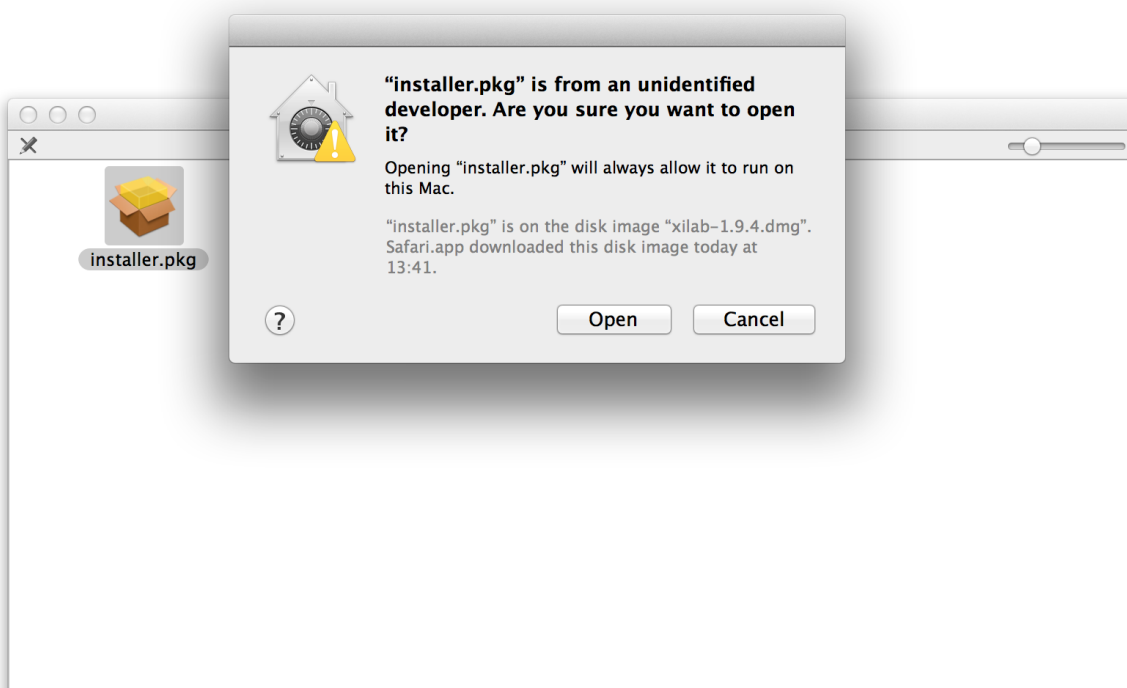 “installer.pkg” is from an unidentified
developer. Are you sure you want to open
it?
Opening “installer.pkg” will always allow it to run on
this Mac.
“installer.pkg” is on the disk image “xilab-1.9.4.dmg”.
Safari.app downloaded this disk image today at
13:41.
installer.pkg
?
Open
Cancel